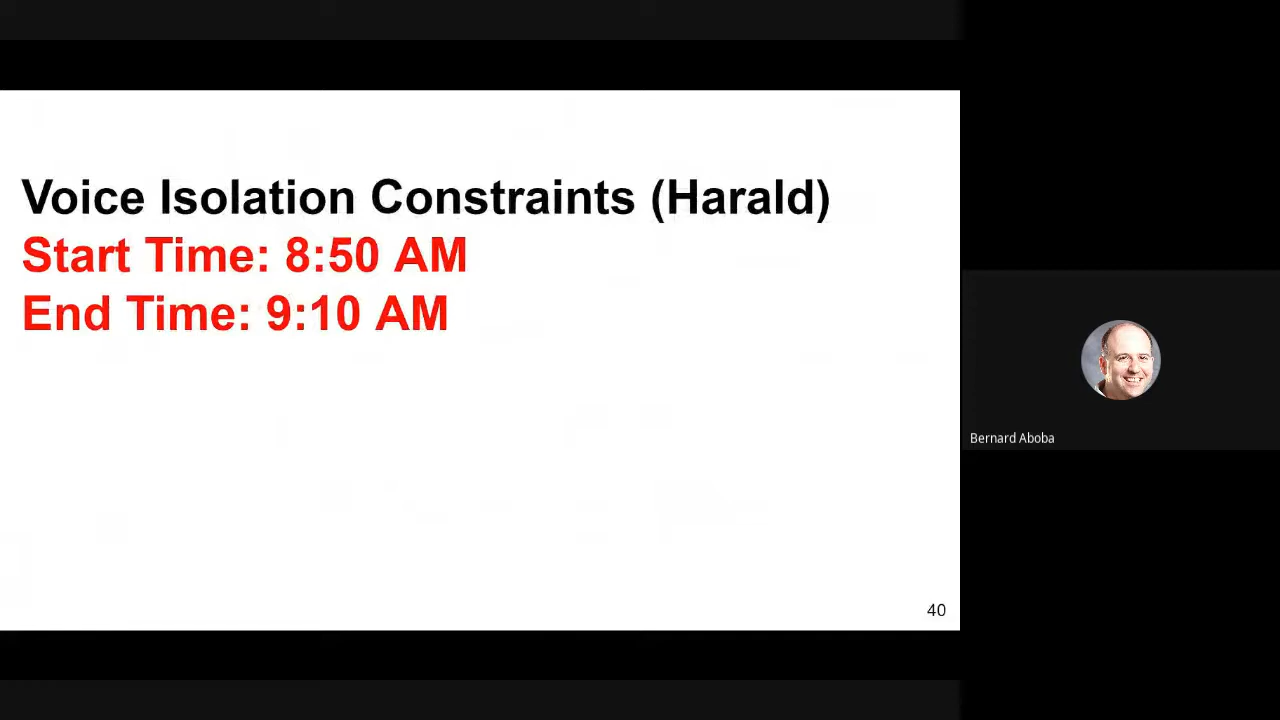 Voice Isolation Constraints (Harald)
Start Time: 8:50 AM
End Time: 9:10 AM
40
Bernard Aboba